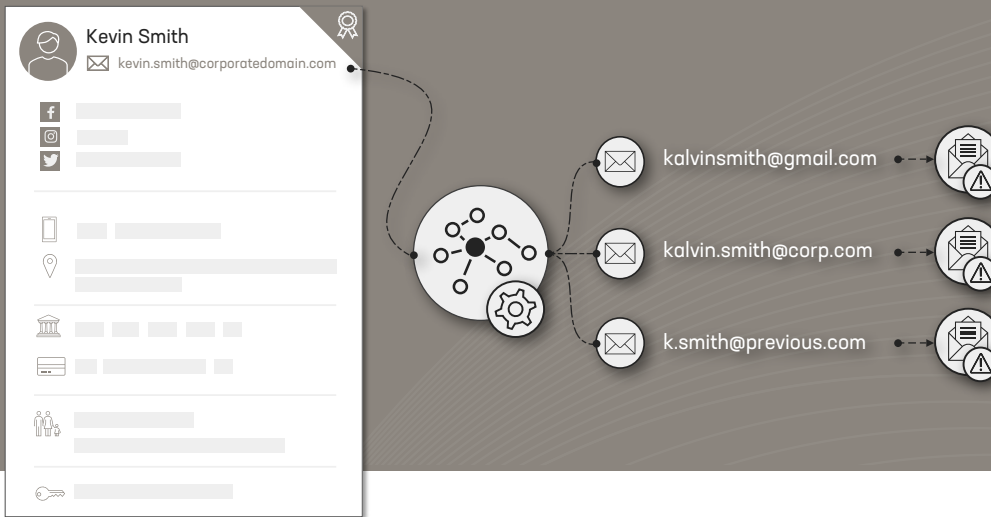 Kevin Smith
kevin.smith@corporatedomain.com
kalvinsmith@gmail.com
kalvin.smith@corp.com
k.smith@previous.com